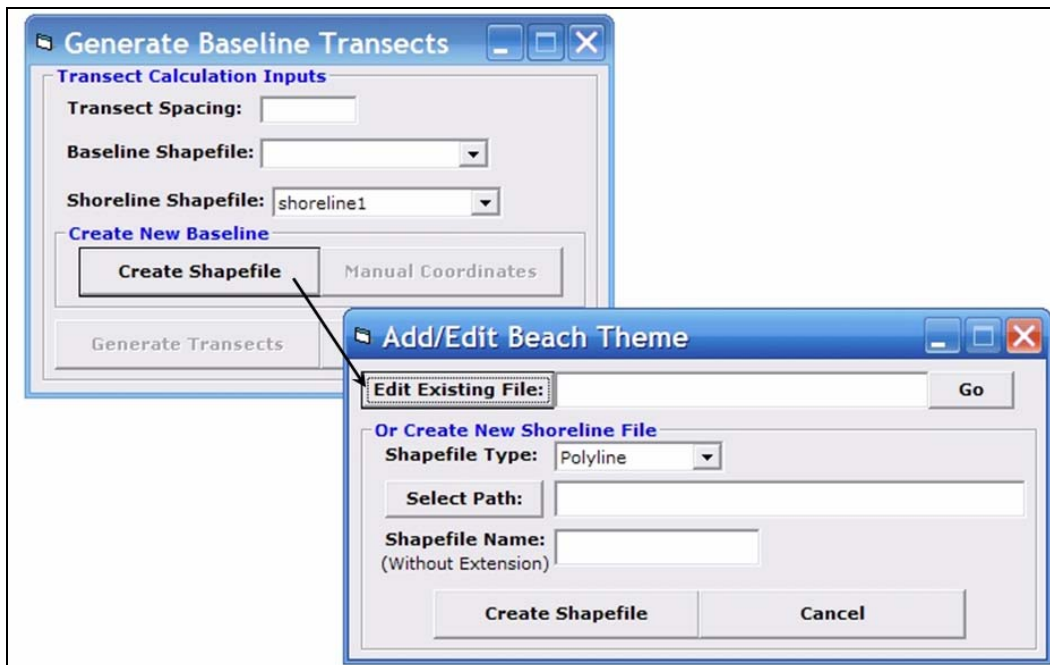 Generate Baseline Transects
Transect Calculation Inputs
Transect Spacing:
Baseline Shapefile:
Shoreline Shapefile: shoreline1
Create New Baseline
Create Shapefile Manual Coordinates
Generate Transects
Add/Edit Beach Theme
Edit Existing File: Go
Or Create New Shoreline File
Shapefile Type: Polyline
Select Path:
Shapefile Name:
(Without Extension)
Create Shapefile Cancel